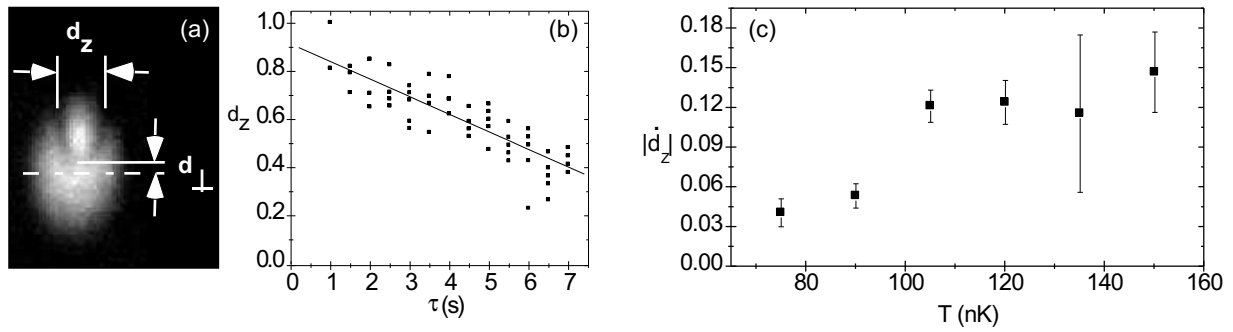 (a)
d_z
d_⊥
(b)
d_z
1.0
0.8
0.6
0.4
0.2
0.0
0 1 2 3 4 5 6 7
τ(s)
(c)
|ḋ_z|
0.18
0.15
0.12
0.09
0.06
0.03
0.00
80 100 120 140 160
T (nK)